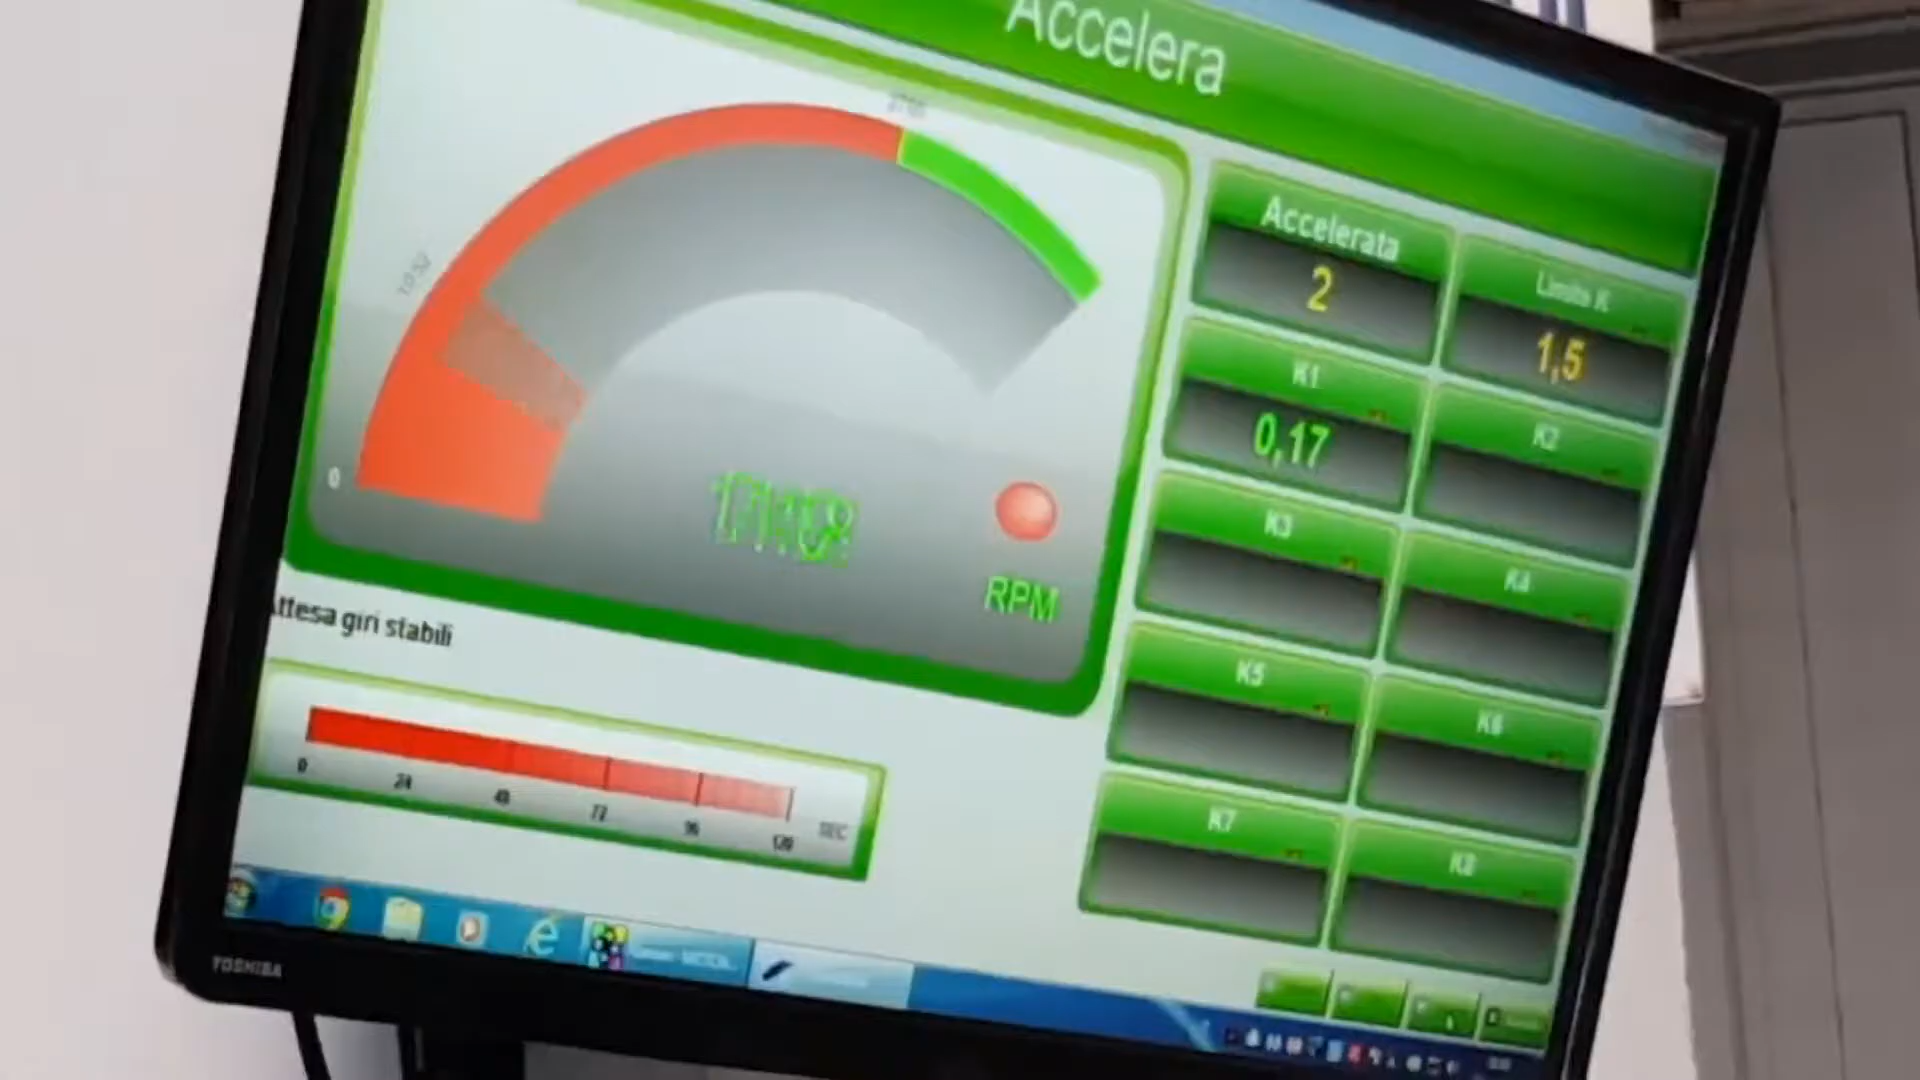 Accelera
0
RPM
Accelerata
2
Limite K
1,5
K1
0,17
K2
K3
K4
K5
K6
K7
K8
Attesa giri stabili
0 24 48 72 96 120 SEC
TOSHIBA